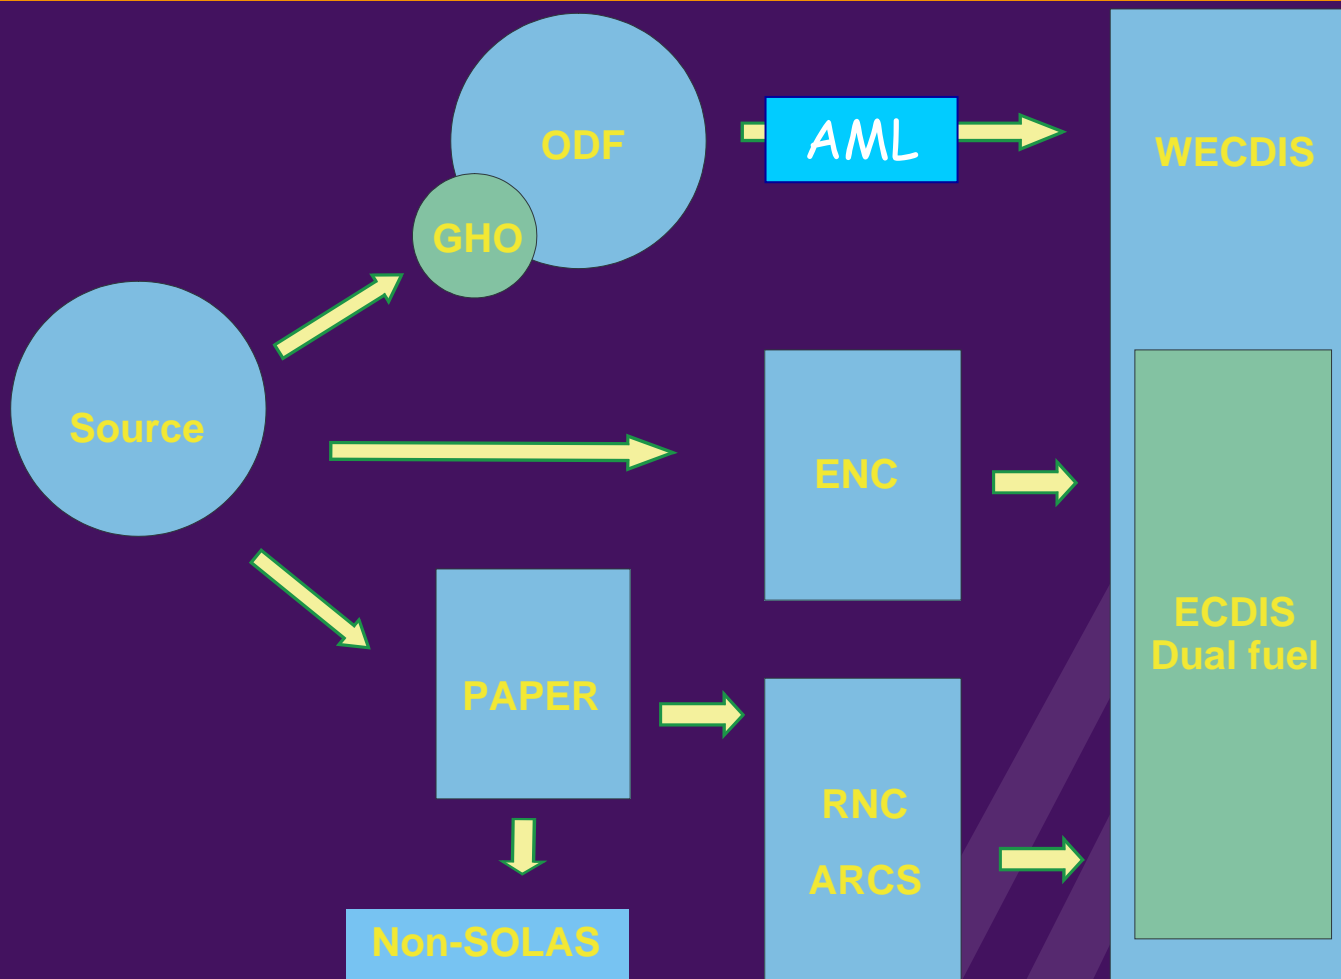 ODF
AML
WECDIS
GHO
Source
ENC
ECDIS
Dual fuel
PAPER
RNC
ARCS
Non-SOLAS